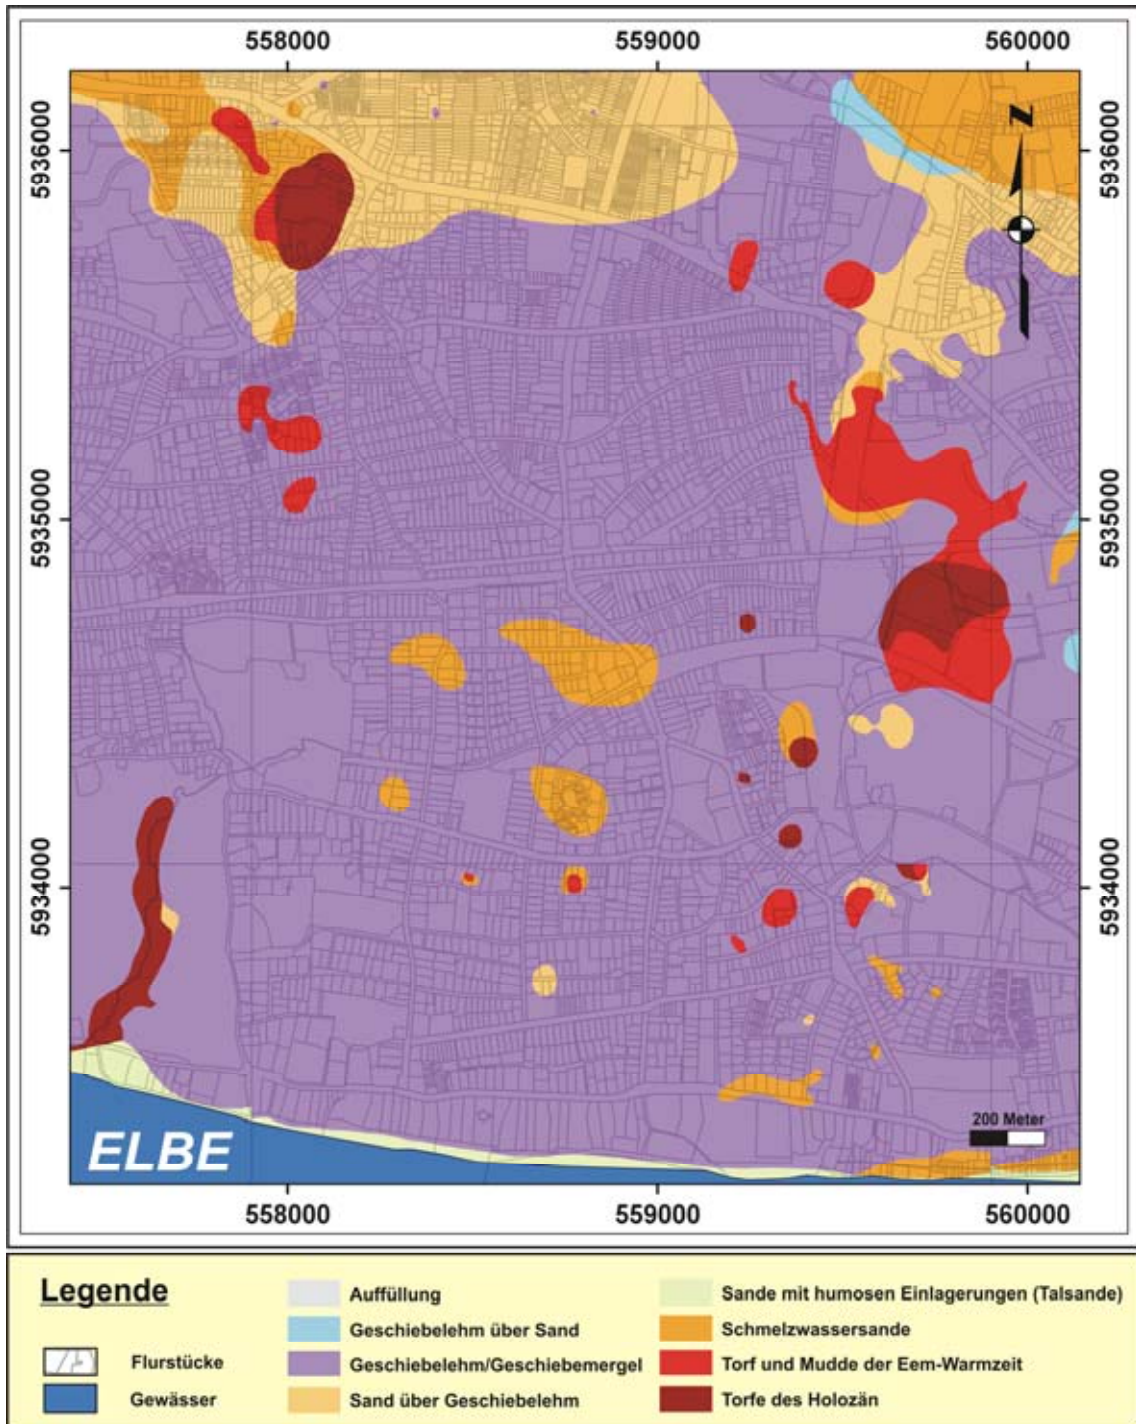 558000 559000 560000
5936000 5936000
N
5935000 5935000
5934000 5934000
200 Meter
ELBE
558000 559000 560000
Legende
Flurstücke
Gewässer
Auffüllung
Geschiebelehm über Sand
Geschiebelehm/Geschiebemergel
Sand über Geschiebelehm
Sande mit humosen Einlagerungen (Talsande)
Schmelzwassersande
Torf und Mudde der Eem-Warmzeit
Torfe des Holozän